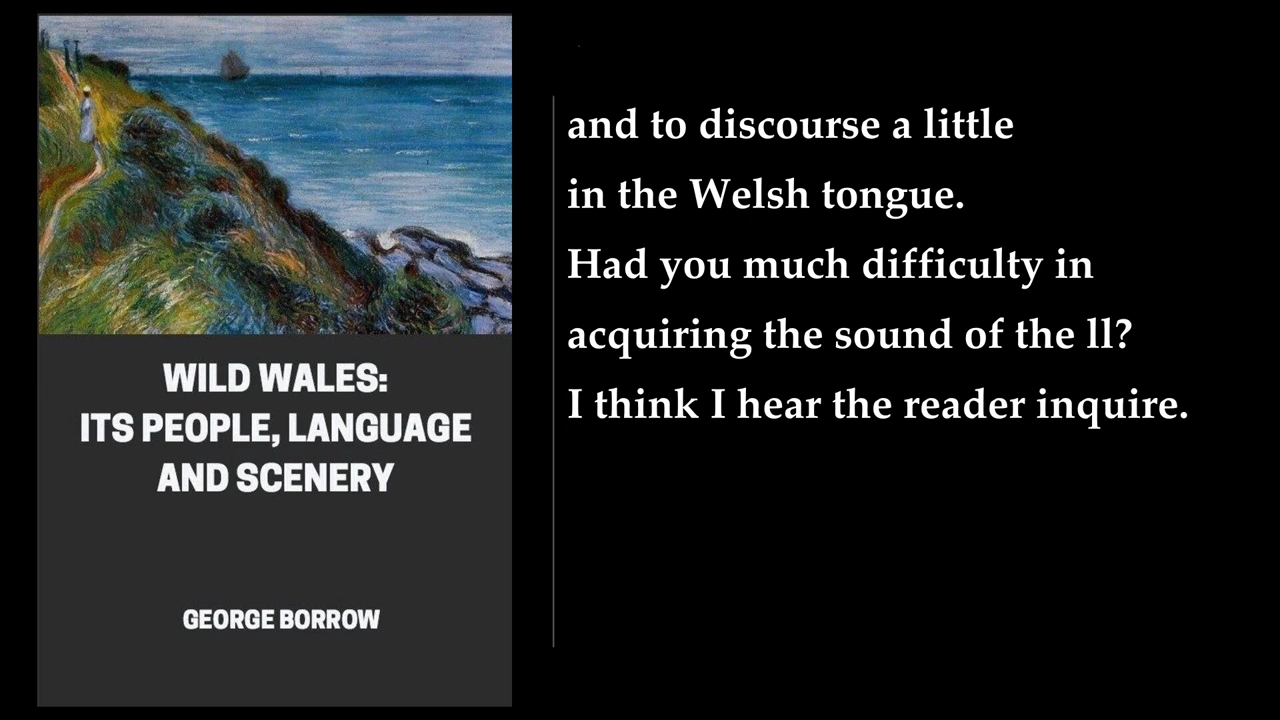 WILD WALES:
ITS PEOPLE, LANGUAGE
AND SCENERY
GEORGE BORROW
and to discourse a little
in the Welsh tongue.
Had you much difficulty in
acquiring the sound of the ll?
I think I hear the reader inquire.